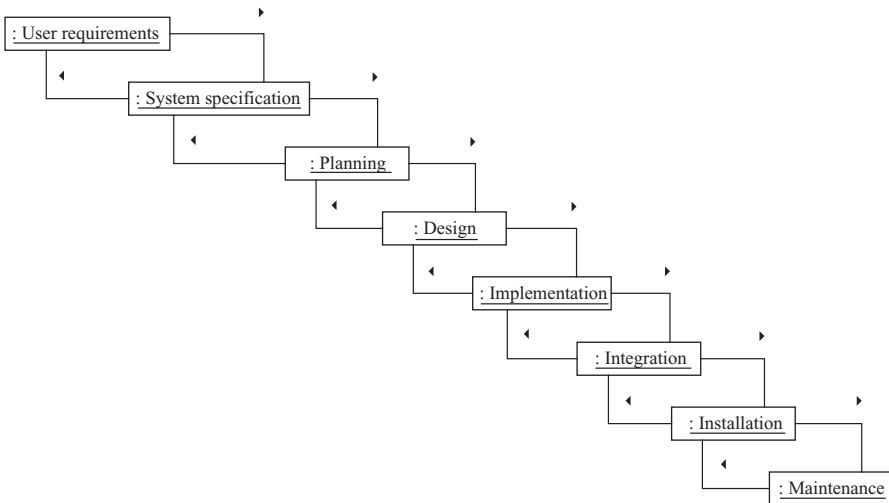 : User requirements
: System specification
: Planning
: Design
: Implementation
: Integration
: Installation
: Maintenance